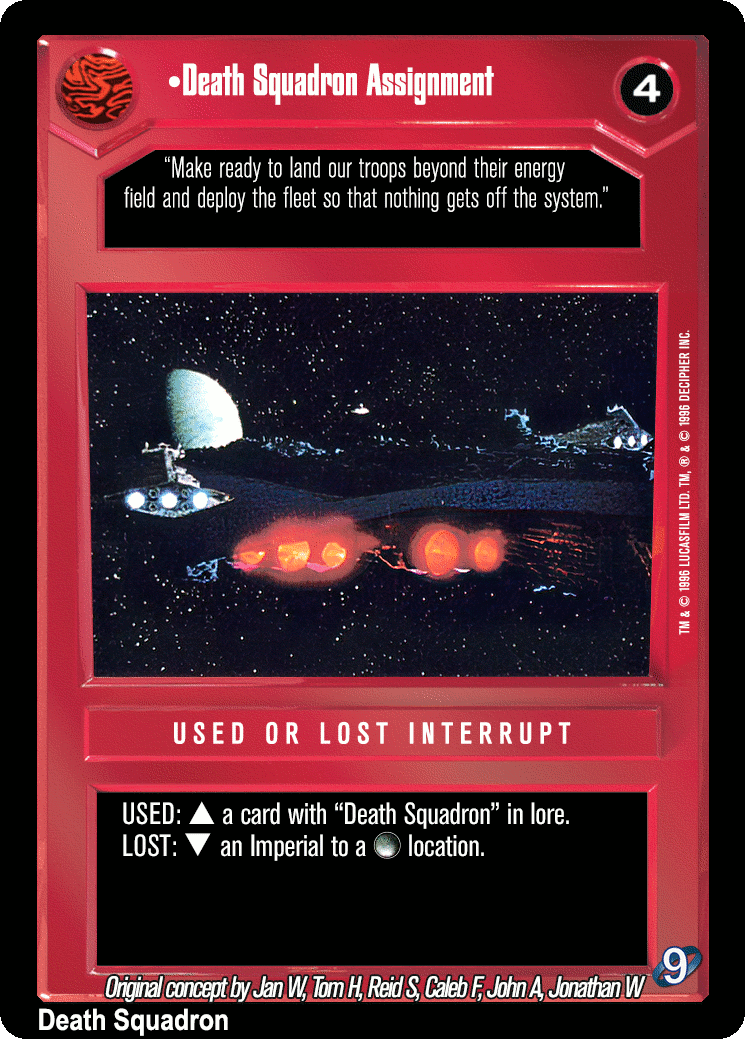 •Death Squadron Assignment
4
“Make ready to land our troops beyond their energy
field and deploy the fleet so that nothing gets off the system.”
TM & © 1996 LUCASFILM LTD. TM, ® & © 1996 DECIPHER INC.
USED OR LOST INTERRUPT
USED: ▲ a card with “Death Squadron” in lore.
LOST: ▼ an Imperial to a location.
9
Original concept by Jan W, Tom H, Reid S, Caleb F, John A, Jonathan W
Death Squadron